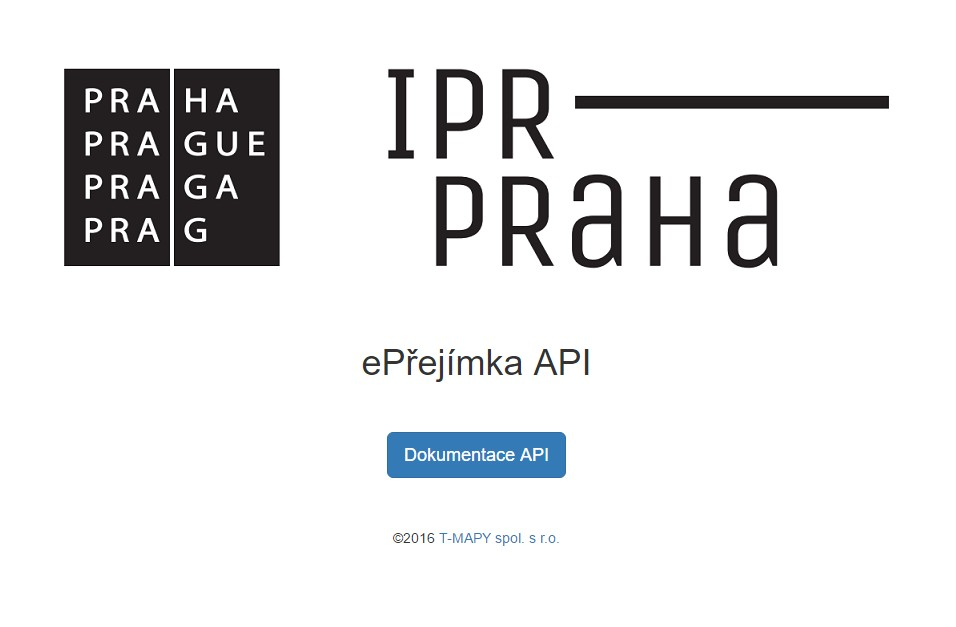 PRA HA
PRA GUE
PRA GA
PRA G
IPR
PRAHA
ePřejímka API
Dokumentace API
©2016 T-MAPY spol. s r.o.